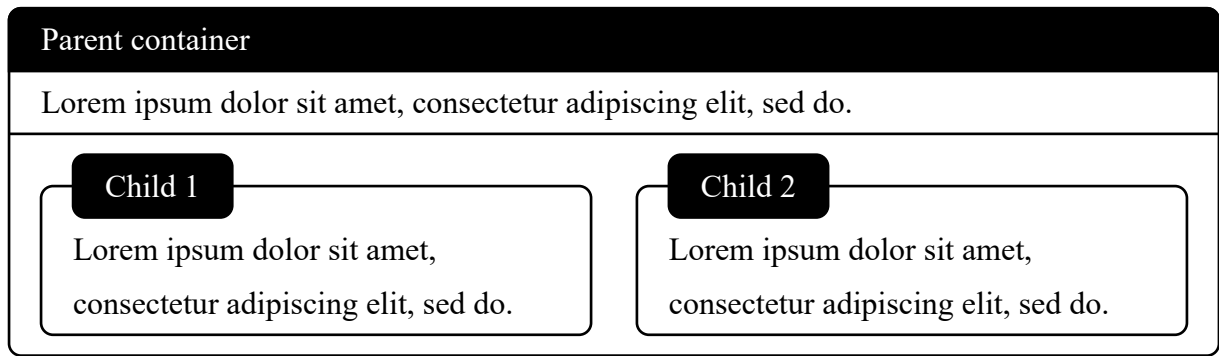 Parent container
Lorem ipsum dolor sit amet, consectetur adipiscing elit, sed do.
Child 1
Lorem ipsum dolor sit amet,
consectetur adipiscing elit, sed do.
Child 2
Lorem ipsum dolor sit amet,
consectetur adipiscing elit, sed do.